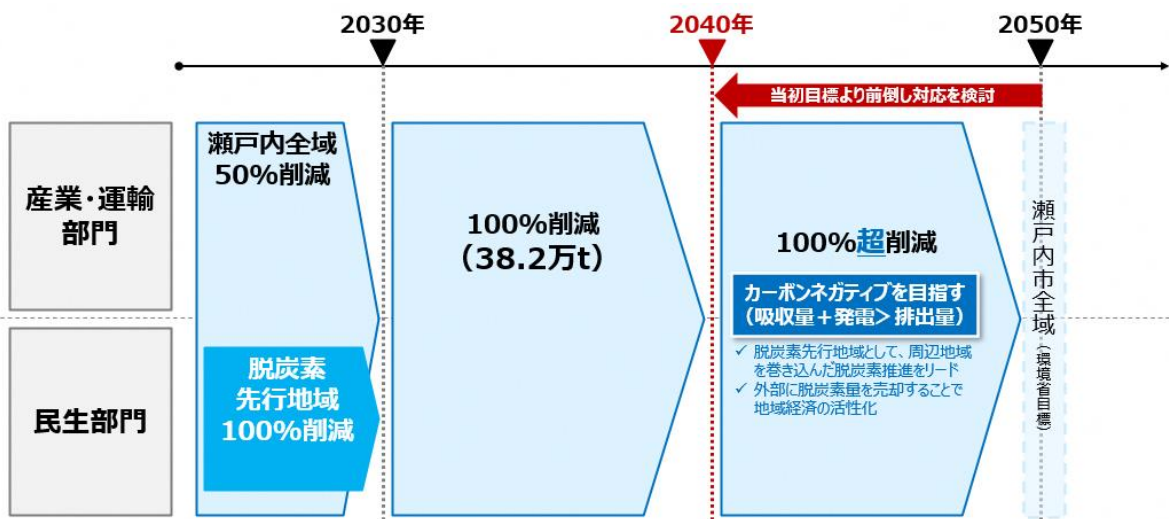 2030年
2040年
2050年
当初目標より前倒し対応を検討
産業・運輸
部門
瀬戸内全域
50%削減
100%削減
(38.2万t)
100%超削減
カーボンネガティブを目指す
(吸収量+発電>排出量)
✓ 脱炭素先行地域として、周辺地域
を巻き込んだ脱炭素推進をリード
✓ 外部に脱炭素量を売却することで
地域経済の活性化
瀬戸内市全域(環境省目標)
民生部門
脱炭素
先行地域
100%削減